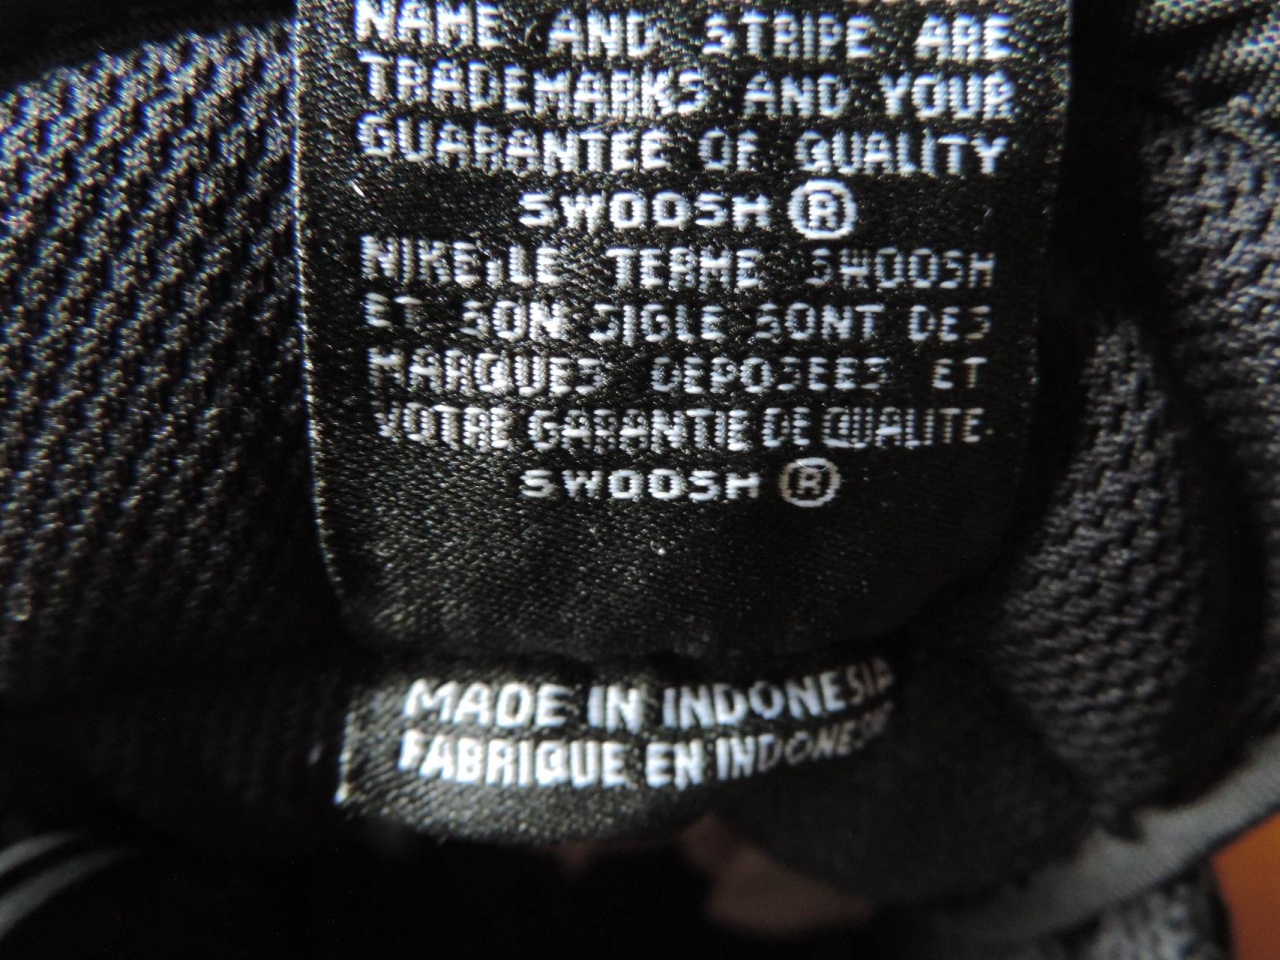 NAME AND STRIPE ARE
TRADEMARKS AND YOUR
GUARANTEE OF QUALITY
SWOOSH ®
NIKE, LE TERME SWOOSH
ET SON SIGLE SONT DES
MARQUES DEPOSEES ET
VOTRE GARANTIE DE QUALITE
SWOOSH ®
MADE IN INDONESIA
FABRIQUE EN INDONESIE